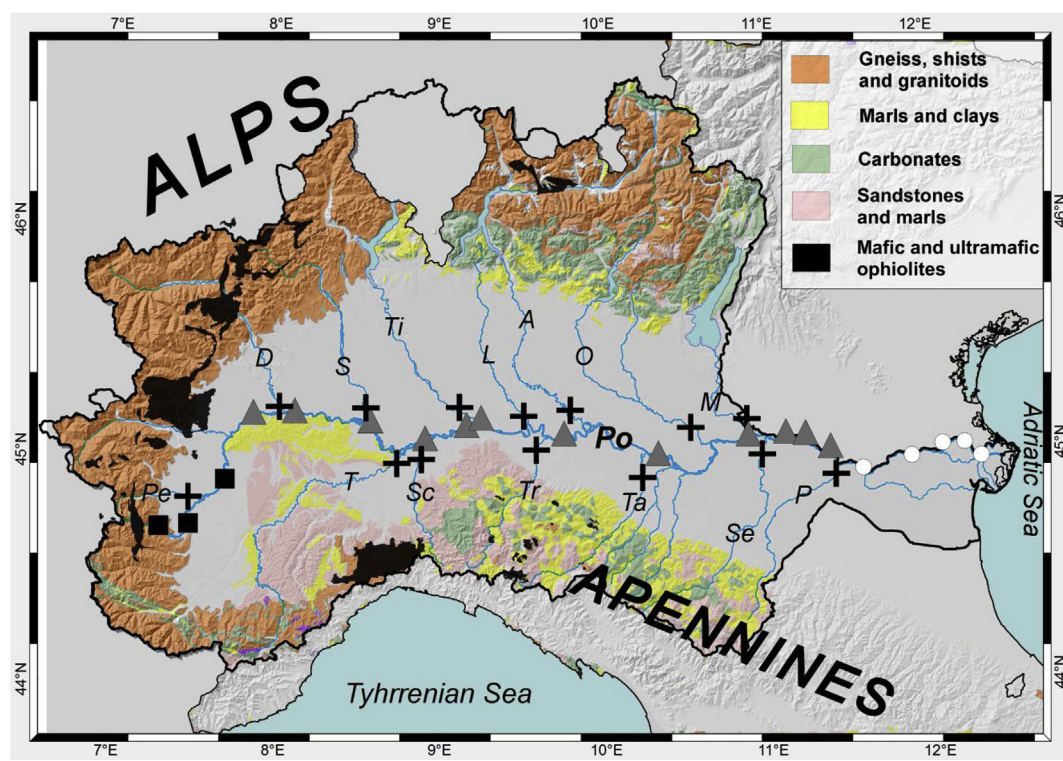 7°E
8°E
9°E
10°E
11°E
12°E
Gneiss, shists
and granitoids
Marls and clays
Carbonates
Sandstones
and marls
Mafic and ultramafic
ophiolites
ALPS
46°N
46°N
D
S
Ti
L
A
O
M
45°N
45°N
Po
Pe
T
Sc
Tr
Ta
Se
P
Adriatic Sea
APENNINES
44°N
44°N
Tyhrrenian Sea
7°E
8°E
9°E
10°E
11°E
12°E